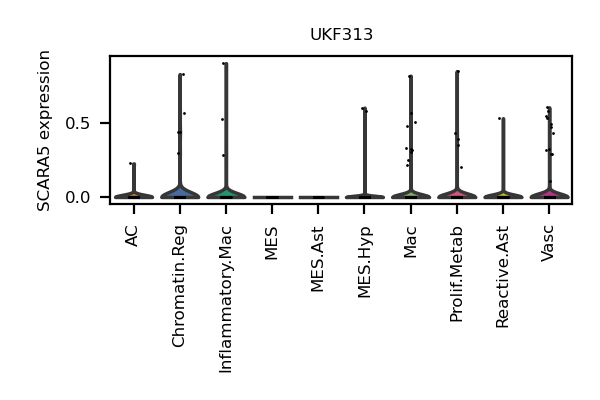 UKF313
SCARA5 expression
0.5
0.0
AC
Chromatin.Reg
Inflammatory.Mac
MES
MES.Ast
MES.Hyp
Mac
Prolif.Metab
Reactive.Ast
Vasc